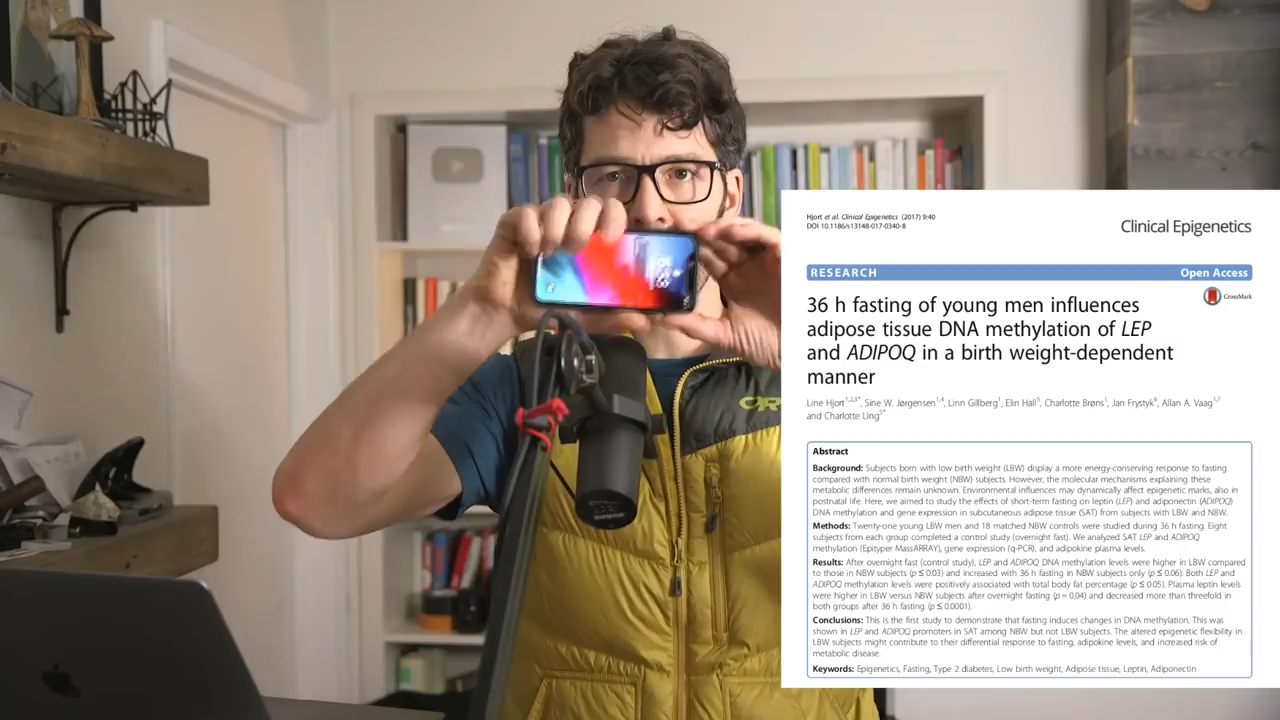 Hjort et al. Clinical Epigenetics (2017) 9:40
DOI 10.1186/s13148-017-0340-8
Clinical Epigenetics
RESEARCH
Open Access
CrossMark
36 h fasting of young men influences
adipose tissue DNA methylation of LEP
and ADIPOQ in a birth weight-dependent
manner
Line Hjort1,2,3*, Sine W. Jørgensen1,4, Linn Gillberg1, Elin Hall5, Charlotte Brøns1, Jan Frystyk6, Allan A. Vaag1,7
and Charlotte Ling5*
Abstract
Background: Subjects born with low birth weight (LBW) display a more energy-conserving response to fasting
compared with normal birth weight (NBW) subjects. However, the molecular mechanisms explaining these
metabolic differences remain unknown. Environmental influences may dynamically affect epigenetic marks, also in
postnatal life. Here, we aimed to study the effects of short-term fasting on leptin (LEP) and adiponectin (ADIPOQ)
DNA methylation and gene expression in subcutaneous adipose tissue (SAT) from subjects with LBW and NBW.
Methods: Twenty-one young LBW men and 18 matched NBW controls were studied during 36 h fasting. Eight
subjects from each group completed a control study (overnight fast). We analyzed SAT LEP and ADIPOQ
methylation (Epityper MassARRAY), gene expression (q-PCR), and adipokine plasma levels.
Results: After overnight fast (control study), LEP and ADIPOQ DNA methylation levels were higher in LBW compared
to those in NBW subjects (p ≤ 0.03) and increased with 36 h fasting in NBW subjects only (p ≤ 0.06). Both LEP and
ADIPOQ methylation levels were positively associated with total body fat percentage (p ≤ 0.05). Plasma leptin levels
were higher in LBW versus NBW subjects after overnight fasting (p = 0.04) and decreased more than threefold in
both groups after 36 h fasting (p ≤ 0.0001).
Conclusions: This is the first study to demonstrate that fasting induces changes in DNA methylation. This was
shown in LEP and ADIPOQ promoters in SAT among NBW but not LBW subjects. The altered epigenetic flexibility in
LBW subjects might contribute to their differential response to fasting, adipokine levels, and increased risk of
metabolic disease.
Keywords: Epigenetics, Fasting, Type 2 diabetes, Low birth weight, Adipose tissue, Leptin, Adiponectin
OR
SHURE